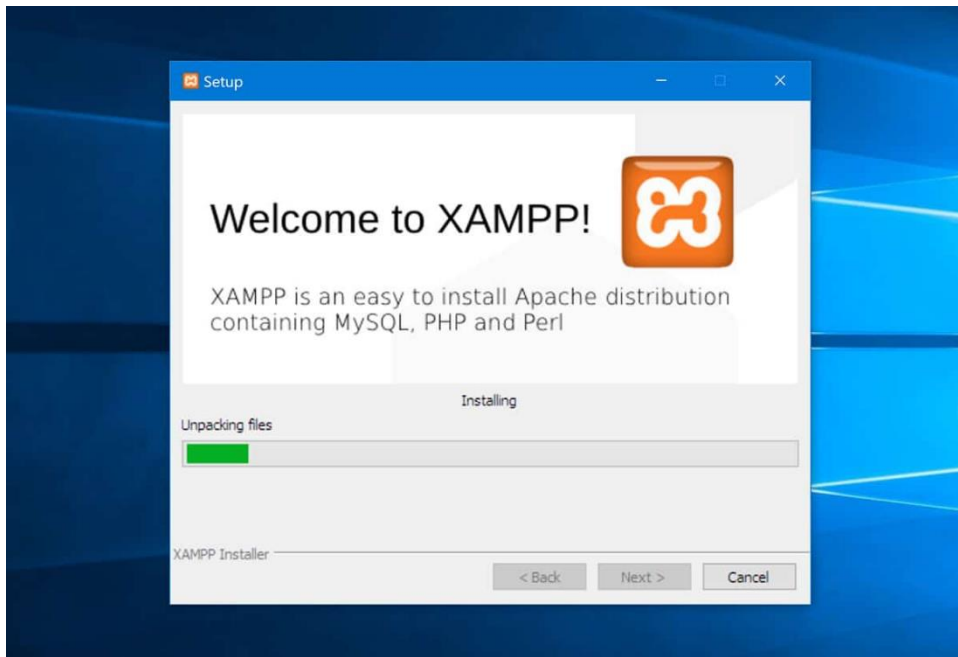 Setup
Welcome to XAMPP!
XAMPP is an easy to install Apache distribution
containing MySQL, PHP and Perl
Installing
Unpacking files
XAMPP Installer
< Back
Next >
Cancel